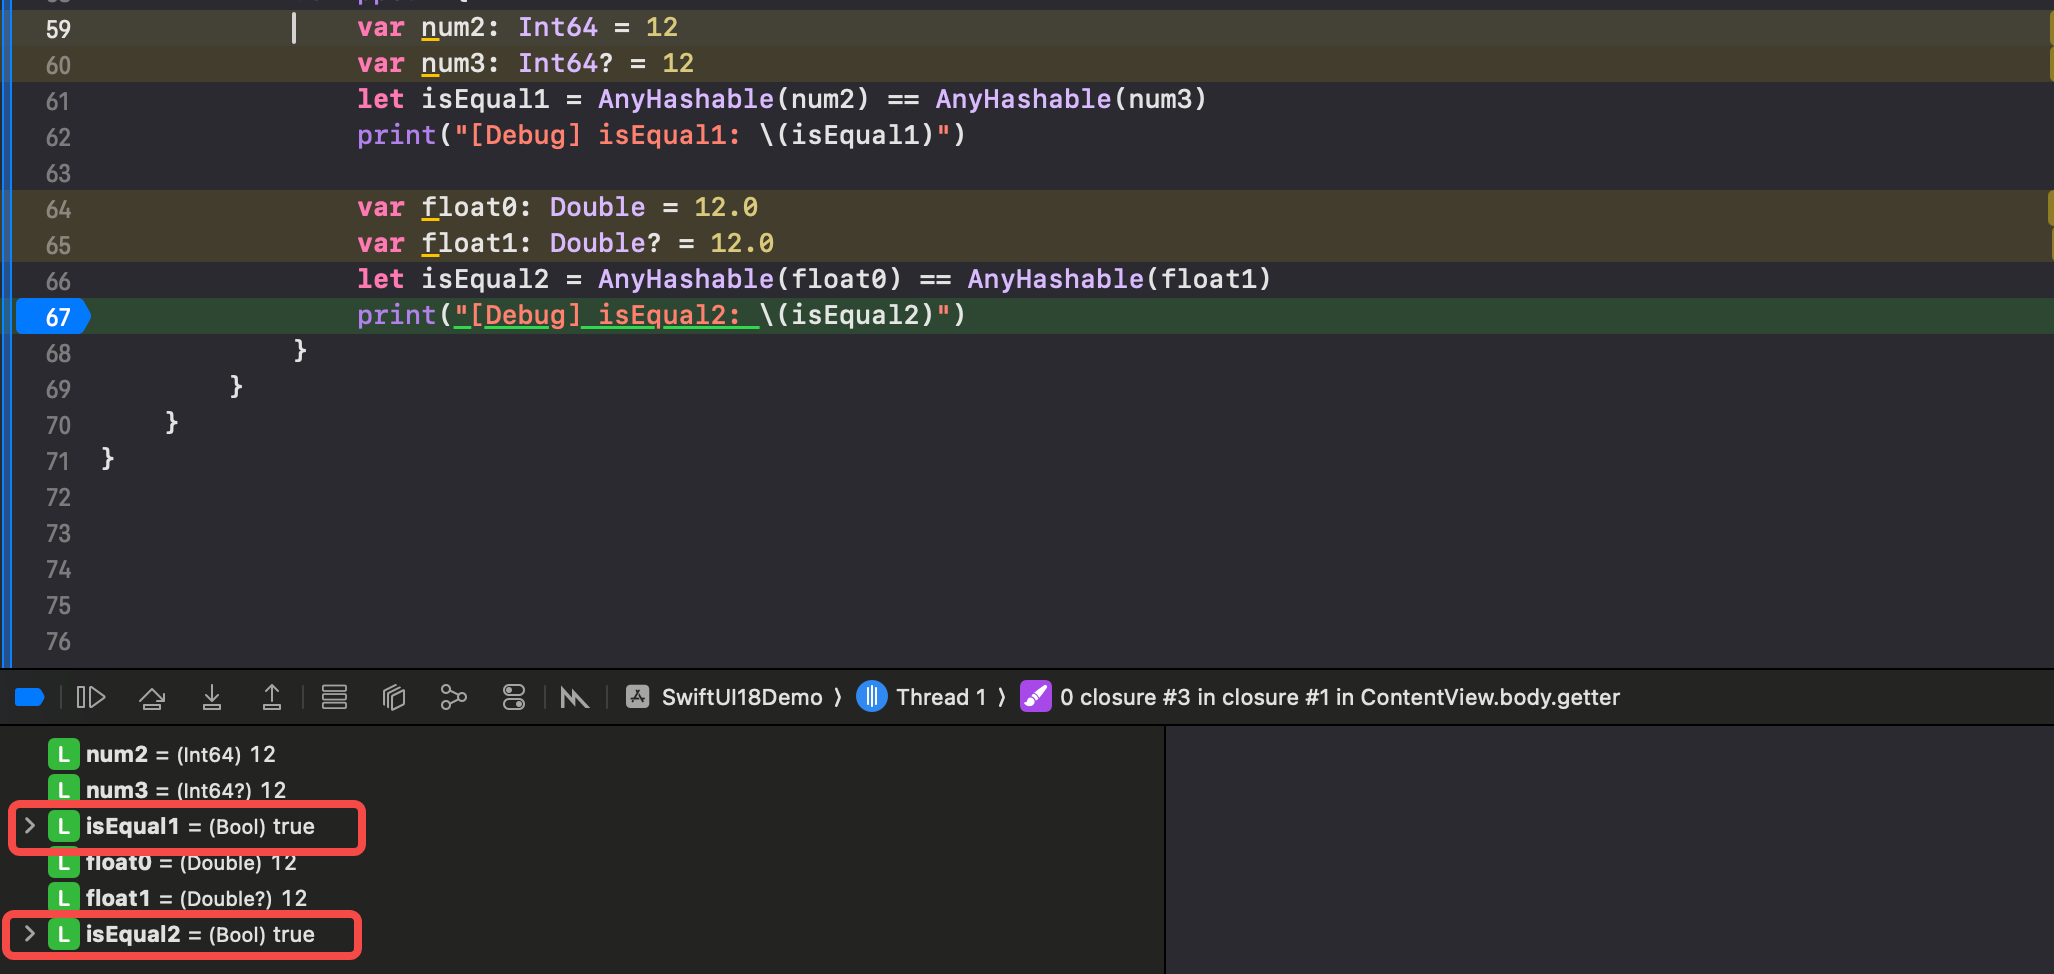 59 var num2: Int64 = 12
60 var num3: Int64? = 12
61 let isEqual1 = AnyHashable(num2) == AnyHashable(num3)
62 print("[Debug] isEqual1: \(isEqual1)")
63
64 var float0: Double = 12.0
65 var float1: Double? = 12.0
66 let isEqual2 = AnyHashable(float0) == AnyHashable(float1)
67 print("[Debug] isEqual2: \(isEqual2)")
68 }
69 }
70 }
71 }
72
73
74
75
76
SwiftUI18Demo ⟩ Thread 1 ⟩ 0 closure #3 in closure #1 in ContentView.body.getter
L num2 = (Int64) 12
L num3 = (Int64?) 12
L isEqual1 = (Bool) true
L float0 = (Double) 12
L float1 = (Double?) 12
L isEqual2 = (Bool) true